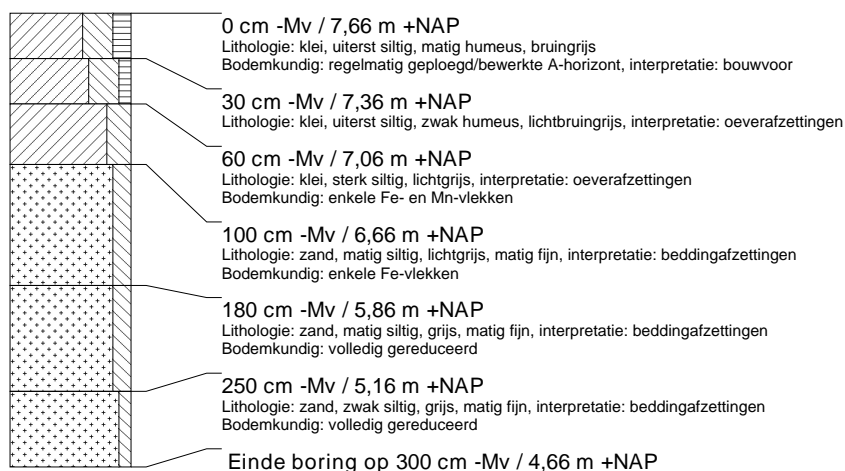 0 cm -Mv / 7,66 m +NAP
Lithologie: klei, uiterst siltig, matig humeus, bruingrijs
Bodemkundig: regelmatig geploegd/bewerkte A-horizont, interpretatie: bouwvoor
30 cm -Mv / 7,36 m +NAP
Lithologie: klei, uiterst siltig, zwak humeus, lichtbruingrijs, interpretatie: oeverafzettingen
60 cm -Mv / 7,06 m +NAP
Lithologie: klei, sterk siltig, lichtgrijs, interpretatie: oeverafzettingen
Bodemkundig: enkele Fe- en Mn-vlekken
100 cm -Mv / 6,66 m +NAP
Lithologie: zand, matig siltig, lichtgrijs, matig fijn, interpretatie: beddingafzettingen
Bodemkundig: enkele Fe-vlekken
180 cm -Mv / 5,86 m +NAP
Lithologie: zand, matig siltig, grijs, matig fijn, interpretatie: beddingafzettingen
Bodemkundig: volledig gereduceerd
250 cm -Mv / 5,16 m +NAP
Lithologie: zand, zwak siltig, grijs, matig fijn, interpretatie: beddingafzettingen
Bodemkundig: volledig gereduceerd
Einde boring op 300 cm -Mv / 4,66 m +NAP